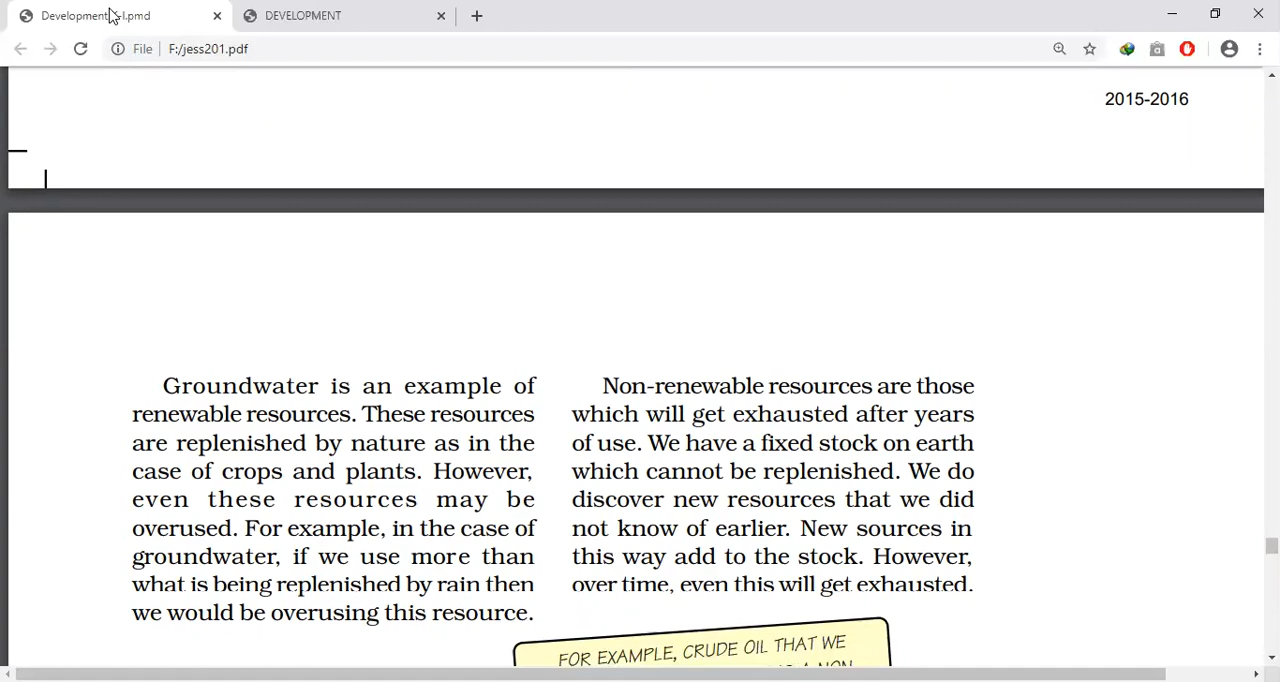 Development -I.pmd
DEVELOPMENT
File F:/jess201.pdf
2015-2016
Groundwater is an example of
renewable resources. These resources
are replenished by nature as in the
case of crops and plants. However,
even these resources may be
overused. For example, in the case of
groundwater, if we use more than
what is being replenished by rain then
we would be overusing this resource.
Non-renewable resources are those
which will get exhausted after years
of use. We have a fixed stock on earth
which cannot be replenished. We do
discover new resources that we did
not know of earlier. New sources in
this way add to the stock. However,
over time, even this will get exhausted.
FOR EXAMPLE, CRUDE OIL THAT WE